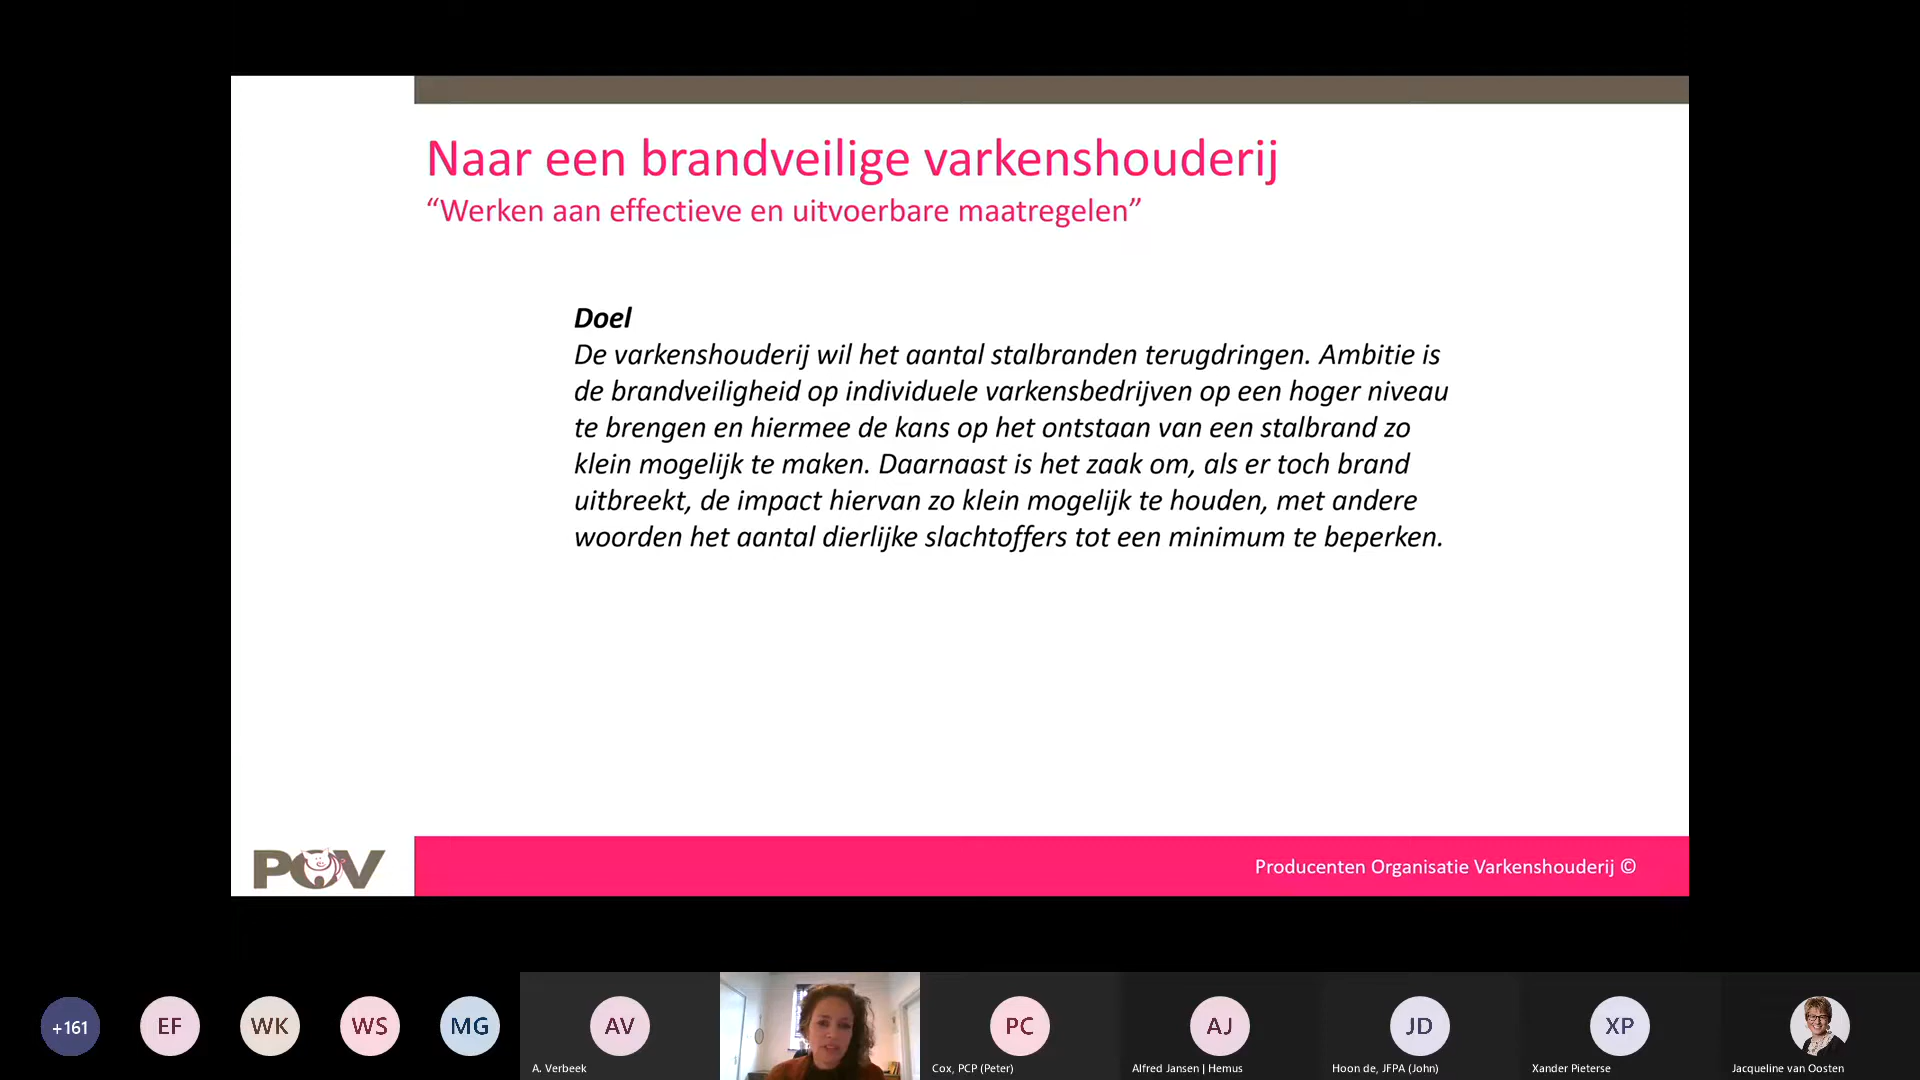 Naar een brandveilige varkenshouderij
“Werken aan effectieve en uitvoerbare maatregelen”
Doel
De varkenshouderij wil het aantal stalbranden terugdringen. Ambitie is
de brandveiligheid op individuele varkensbedrijven op een hoger niveau
te brengen en hiermee de kans op het ontstaan van een stalbrand zo
klein mogelijk te maken. Daarnaast is het zaak om, als er toch brand
uitbreekt, de impact hiervan zo klein mogelijk te houden, met andere
woorden het aantal dierlijke slachtoffers tot een minimum te beperken.
POV
Producenten Organisatie Varkenshouderij ©
+161
EF
WK
WS
MG
AV
PC
AJ
JD
XP
A. Verbeek
Cox, PCP (Peter)
Alfred Jansen | Hemus
Hoon de, JFPA (John)
Xander Pieterse
Jacqueline van Oosten